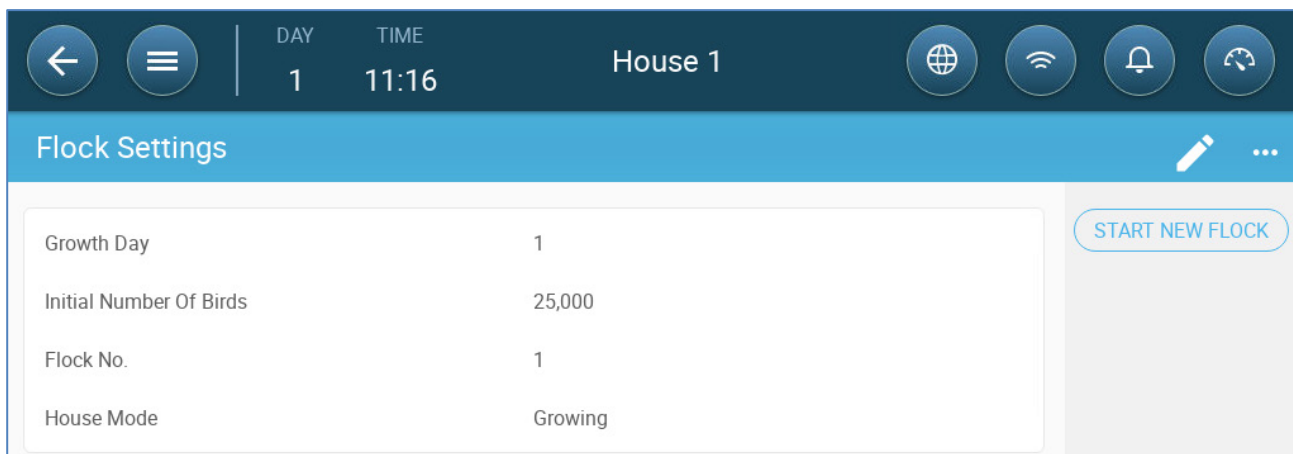 DAY TIME
1 11:16 House 1
Flock Settings
Growth Day 1
START NEW FLOCK
Initial Number Of Birds 25,000
Flock No. 1
House Mode Growing